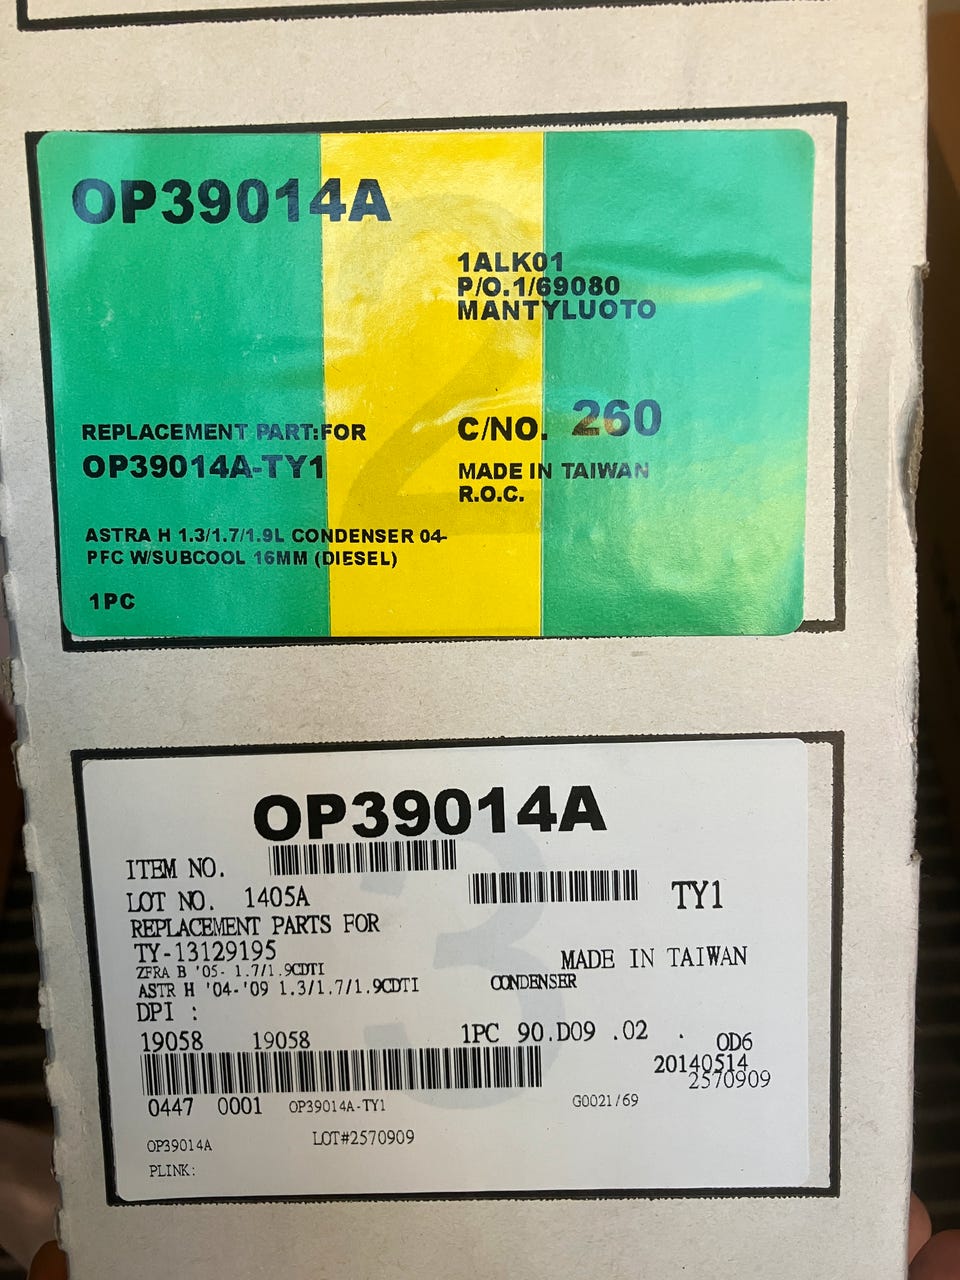 OP39014A
1ALK01
P/O.1/69080
MANTYLUOTO
REPLACEMENT PART:FOR
OP39014A-TY1
C/NO. 260
MADE IN TAIWAN
R.O.C.
ASTRA H 1.3/1.7/1.9L CONDENSER 04-
PFC W/SUBCOOL 16MM (DIESEL)
1PC
2
OP39014A
ITEM NO.
LOT NO. 1405A
TY1
REPLACEMENT PARTS FOR
TY-13129195
MADE IN TAIWAN
ZFRA B '05- 1.7/1.9CDTI
ASTR H '04-'09 1.3/1.7/1.9CDTI
CONDENSER
DPI :
19058 19058 1PC 90.D09 .02 . OD6
20140514
2570909
0447 0001 OP39014A-TY1 G0021/69
OP39014A LOT#2570909
PLINK:
3